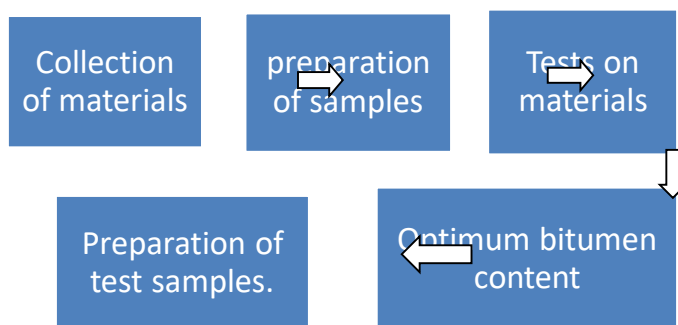 Collection
of materials
preparation
of samples
Tests on
materials
Optimum bitumen
content
Preparation of
test samples.